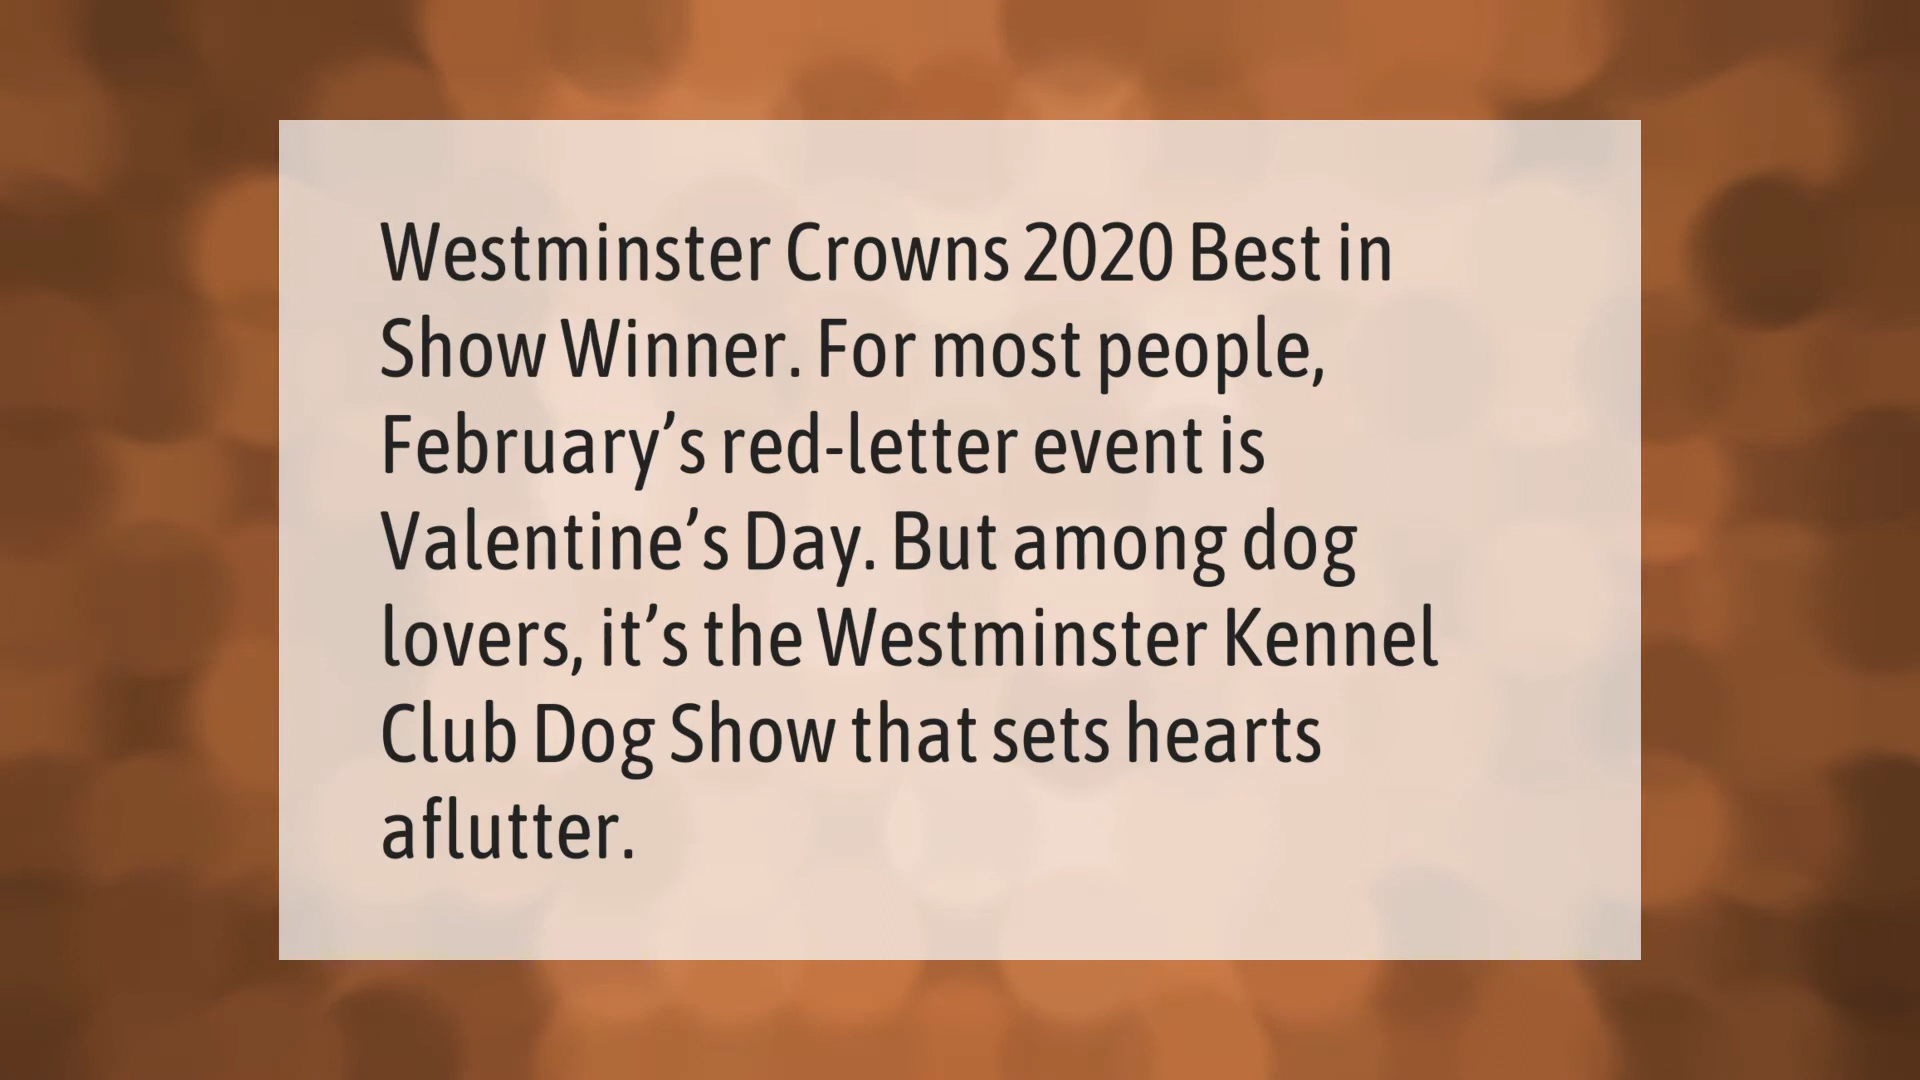 Westminster Crowns 2020 Best in
Show Winner. For most people,
February’s red-letter event is
Valentine’s Day. But among dog
lovers, it’s the Westminster Kennel
Club Dog Show that sets hearts
aflutter.